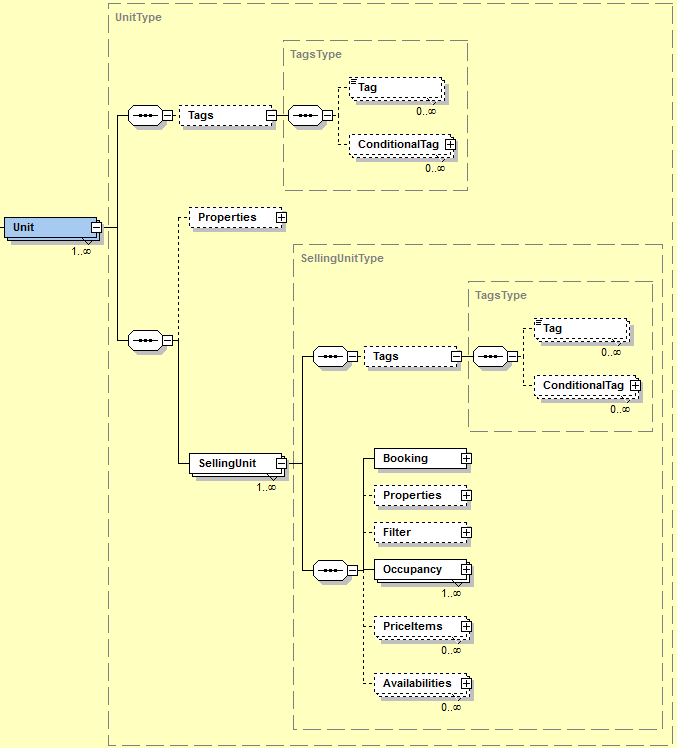 UnitType
TagsType
Tag
0..∞
Tags
ConditionalTag
0..∞
Properties
Unit
1..∞
SellingUnitType
TagsType
Tag
0..∞
Tags
ConditionalTag
0..∞
SellingUnit
1..∞
Booking
Properties
Filter
Occupancy
1..∞
PriceItems
0..∞
Availabilities
0..∞